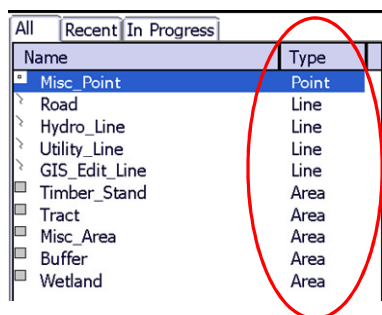 All Recent In Progress
Name Type
Misc_Point Point
Road Line
Hydro_Line Line
Utility_Line Line
GIS_Edit_Line Line
Timber_Stand Area
Tract Area
Misc_Area Area
Buffer Area
Wetland Area